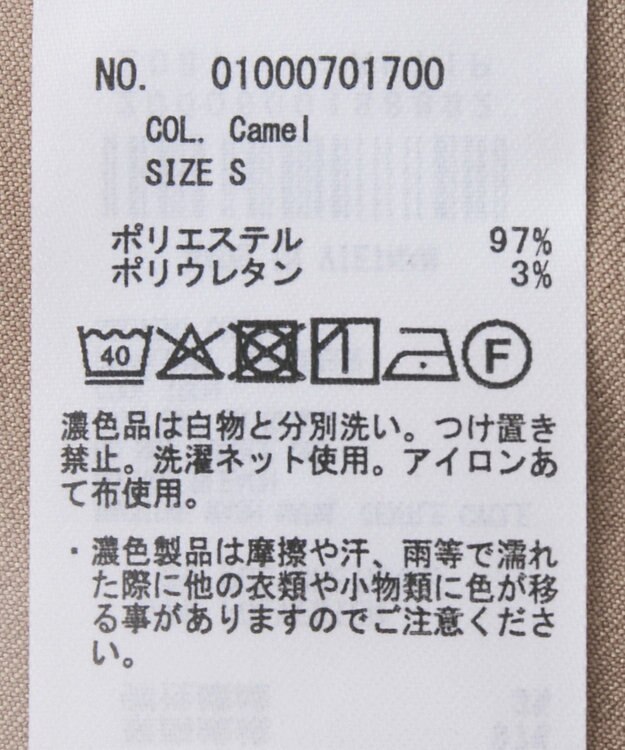 NO. 01000701700
COL. Camel
SIZE S
ポリエステル 97%
ポリウレタン 3%
40 F
濃色品は白物と分別洗い。つけ置き
禁止。洗濯ネット使用。アイロンあ
て布使用。
・濃色製品は摩擦や汗、雨等で濡れ
た際に他の衣類や小物類に色が移
る事がありますのでご注意くださ
い。